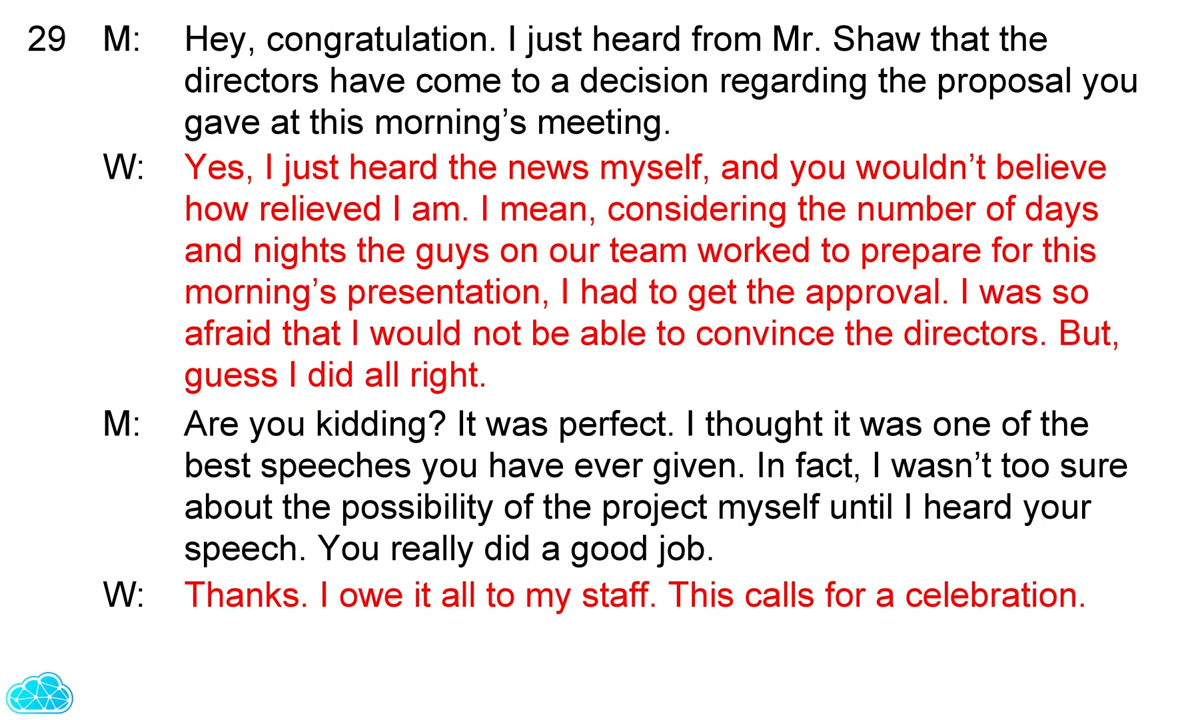 29 M: Hey, congratulation. I just heard from Mr. Shaw that the
directors have come to a decision regarding the proposal you
gave at this morning’s meeting.
W: Yes, I just heard the news myself, and you wouldn’t believe
how relieved I am. I mean, considering the number of days
and nights the guys on our team worked to prepare for this
morning’s presentation, I had to get the approval. I was so
afraid that I would not be able to convince the directors. But,
guess I did all right.
M: Are you kidding? It was perfect. I thought it was one of the
best speeches you have ever given. In fact, I wasn’t too sure
about the possibility of the project myself until I heard your
speech. You really did a good job.
W: Thanks. I owe it all to my staff. This calls for a celebration.